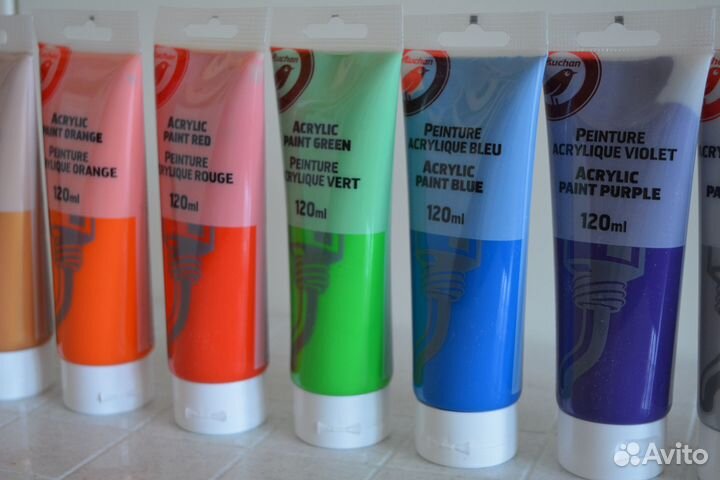 ACRYLIC
PAINT ORANGE
PEINTURE
RYLIQUE ORANGE
120ml
ACRYLIC
PAINT RED
PEINTURE
CRYLIQUE ROUGE
120ml
ACRYLIC
PAINT GREEN
PEINTURE
CRYLIQUE VERT
120ml
Auchan
PEINTURE
ACRYLIQUE BLEU
ACRYLIC
PAINT BLUE
120ml
Auchan
PEINTURE
ACRYLIQUE VIOLET
ACRYLIC
PAINT PURPLE
120ml
Avito